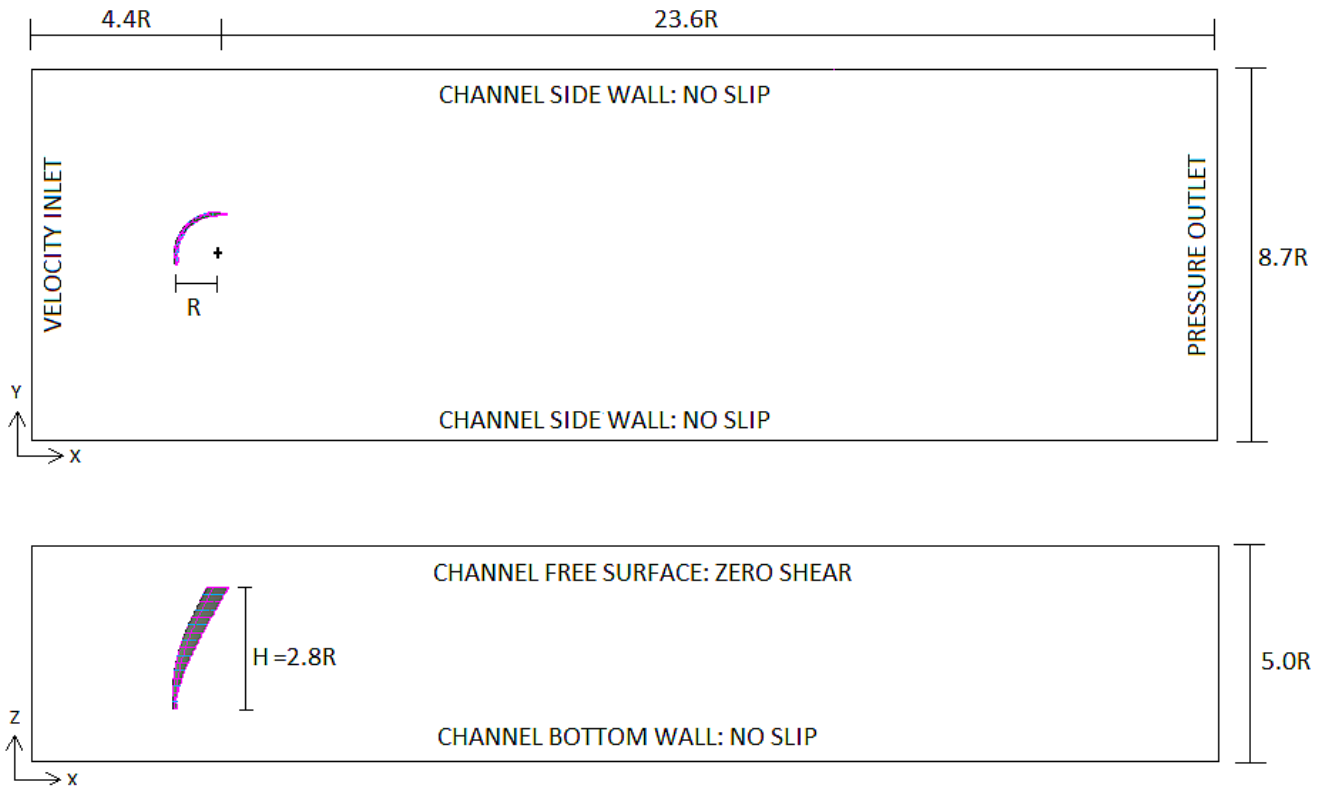 4.4R
23.6R
CHANNEL SIDE WALL: NO SLIP
VELOCITY INLET
PRESSURE OUTLET
8.7R
R
CHANNEL SIDE WALL: NO SLIP
Y
X
CHANNEL FREE SURFACE: ZERO SHEAR
H =2.8R
5.0R
CHANNEL BOTTOM WALL: NO SLIP
Z
X